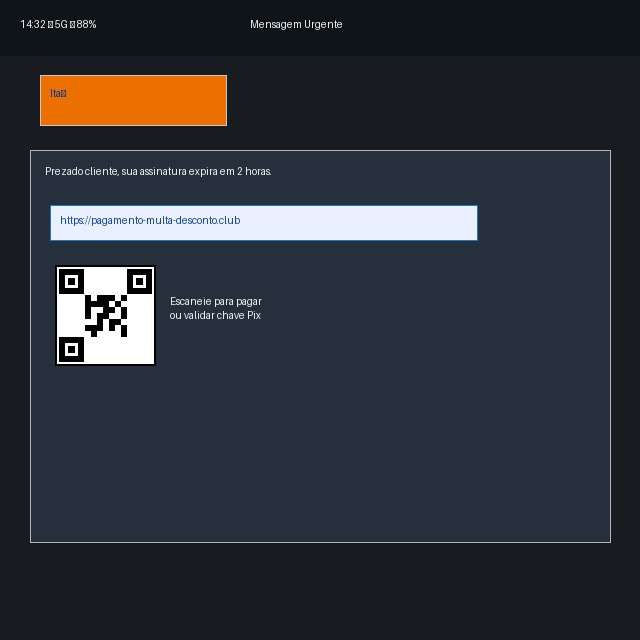 14:32 5G 88%
Mensagem Urgente
Ita
Prezado cliente, sua assinatura expira em 2 horas.
https://pagamento-multa-desconto.club
Escaneie para pagar
ou validar chave Pix